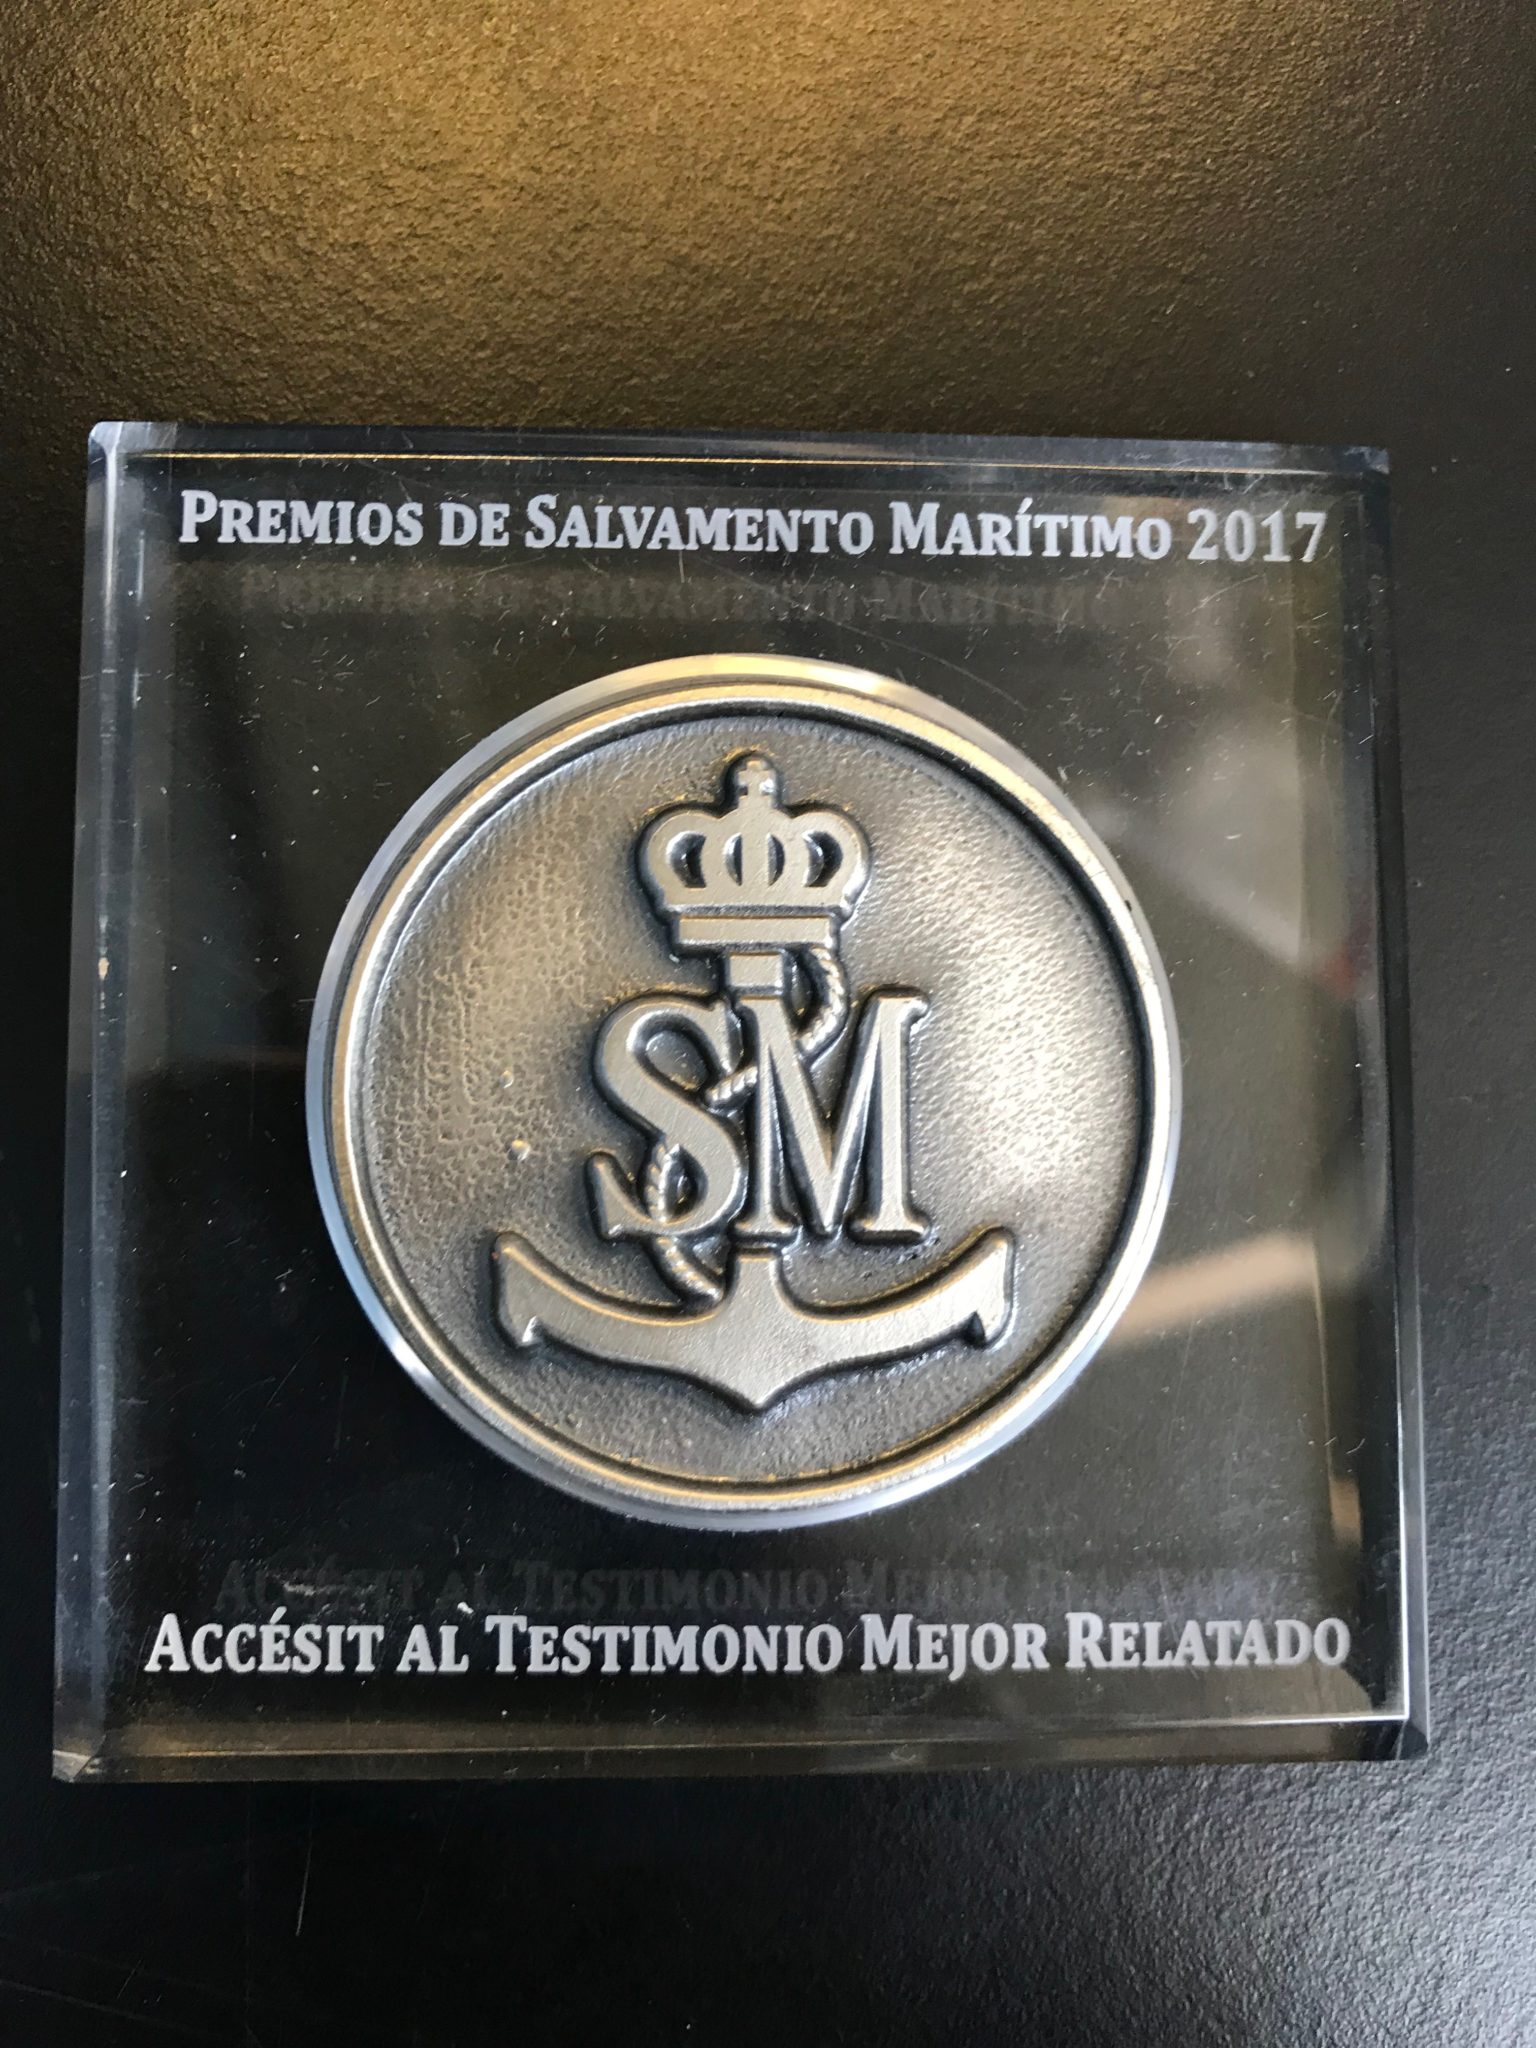 PREMIOS DE SALVAMENTO MARÍTIMO 2017
SM
ACCÉSIT AL TESTIMONIO MEJOR RELATADO